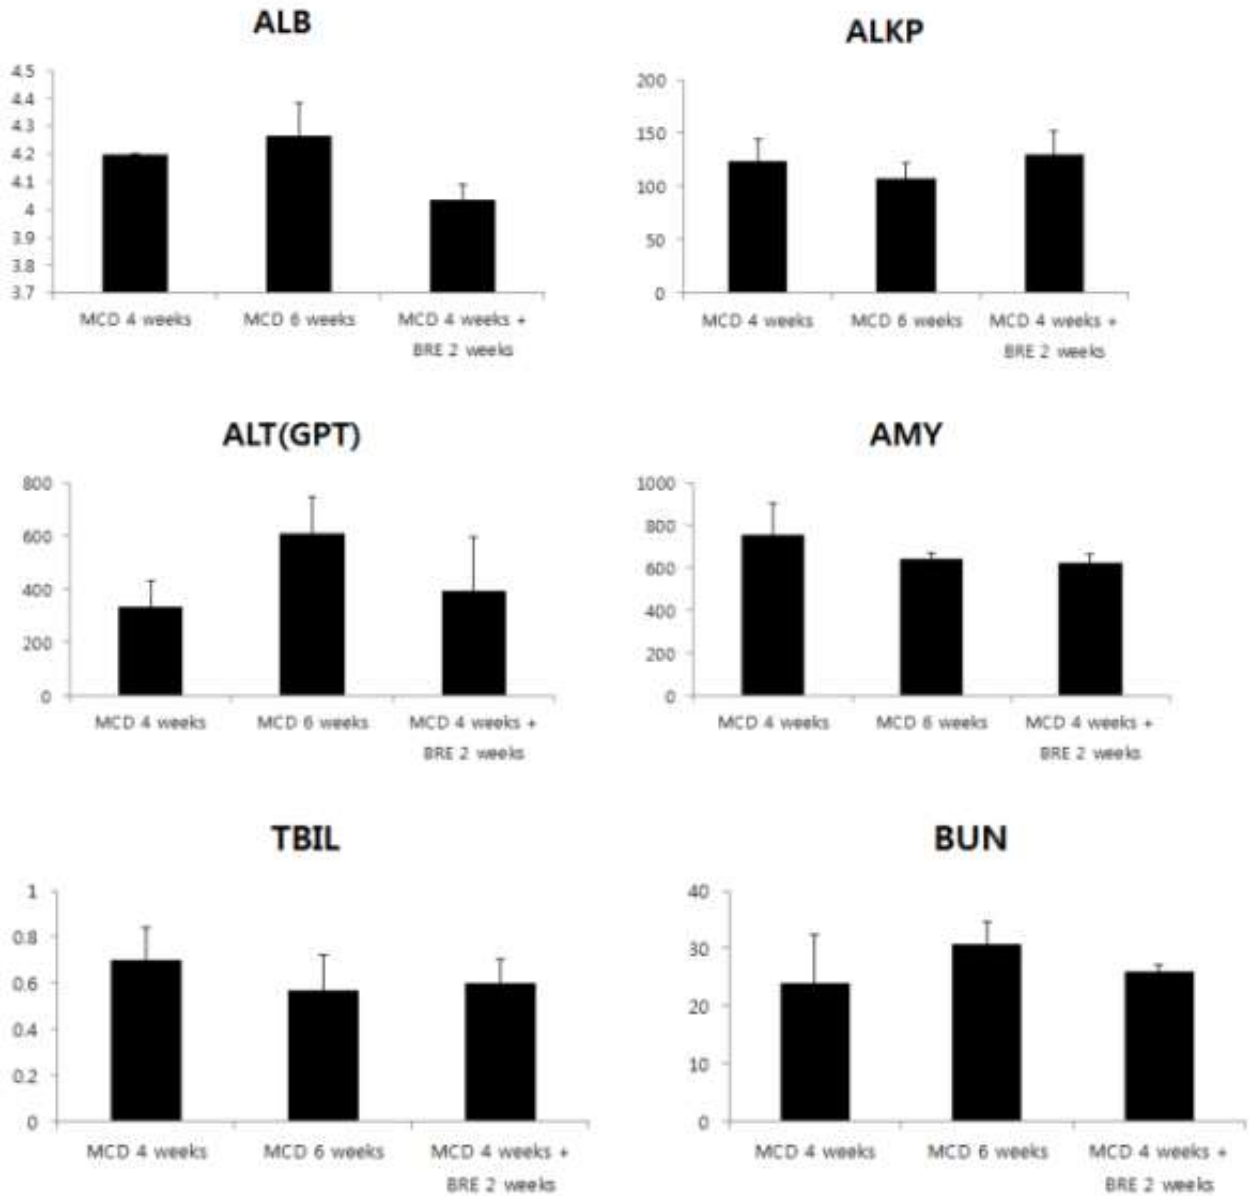 ALB
4.5
4.4
4.3
4.2
4.1
4
3.9
3.8
3.7
MCD 4 weeks
MCD 6 weeks
MCD 4 weeks +
BRE 2 weeks
ALKP
200
150
100
50
0
MCD 4 weeks
MCD 6 weeks
MCD 4 weeks +
BRE 2 weeks
ALT(GPT)
800
600
400
200
0
MCD 4 weeks
MCD 6 weeks
MCD 4 weeks +
BRE 2 weeks
AMY
1000
800
600
400
200
0
MCD 4 weeks
MCD 6 weeks
MCD 4 weeks +
BRE 2 weeks
TBIL
1
0.8
0.6
0.4
0.2
0
MCD 4 weeks
MCD 6 weeks
MCD 4 weeks +
BRE 2 weeks
BUN
40
30
20
10
0
MCD 4 weeks
MCD 6 weeks
MCD 4 weeks +
BRE 2 weeks